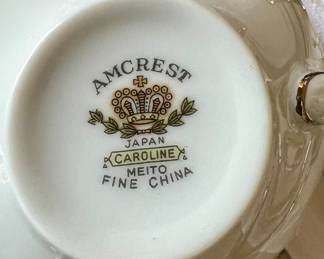 AMCREST
JAPAN
CAROLINE
MEITO
FINE CHINA